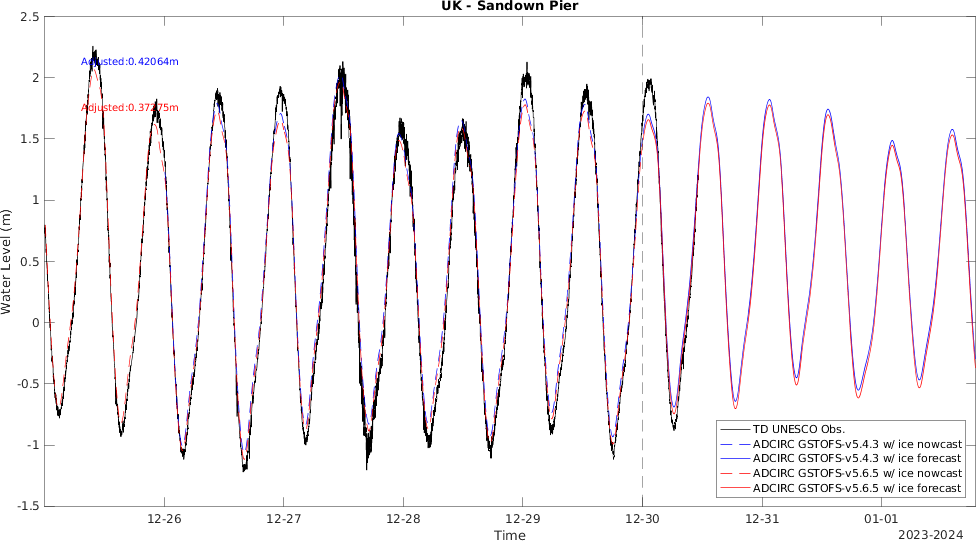 UK - Sandown Pier
2.5
2
1.5
1
0.5
0
-0.5
-1
-1.5
Water Level (m)
Adjusted:0.42064m
Adjusted:0.37275m
TD UNESCO Obs.
ADCIRC GSTOFS-v5.4.3 w/ ice nowcast
ADCIRC GSTOFS-v5.4.3 w/ ice forecast
ADCIRC GSTOFS-v5.6.5 w/ ice nowcast
ADCIRC GSTOFS-v5.6.5 w/ ice forecast
12-26 12-27 12-28 12-29 12-30 12-31 01-01
Time
2023-2024